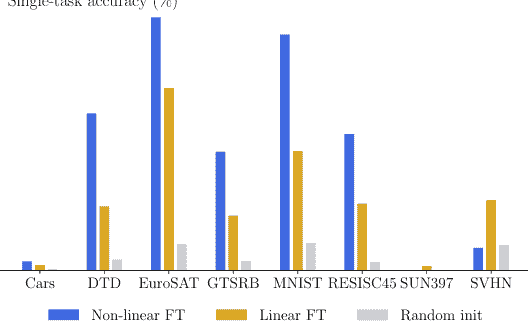 Single-task accuracy (%)
Cars DTD EuroSAT GTSRB MNIST RESISC45 SUN397 SVHN
Non-linear FT Linear FT Random init